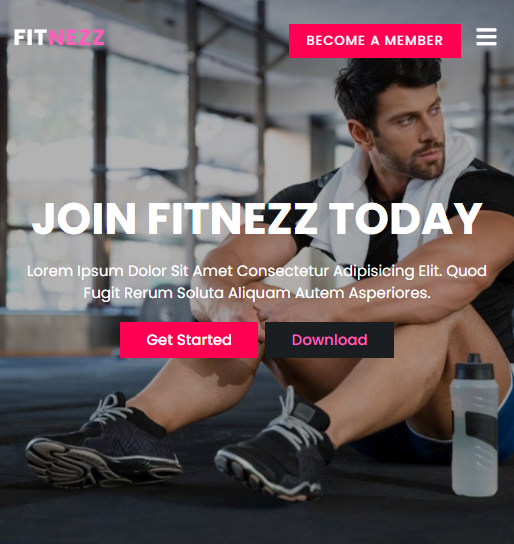 FITNEZZ
BECOME A MEMBER
JOIN FITNEZZ TODAY
Lorem Ipsum Dolor Sit Amet Consectetur Adipisicing Elit. Quod
Fugit Rerum Soluta Aliquam Autem Asperiores.
Get Started
Download